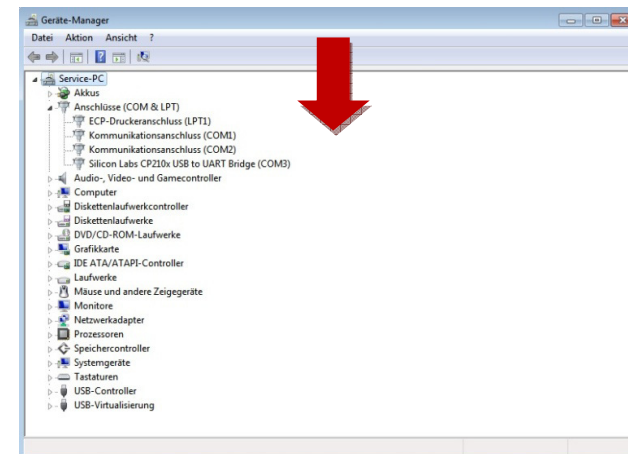 Geräte-Manager
Datei Aktion Ansicht ?
Service-PC
Akkus
Anschlüsse (COM & LPT)
ECP-Druckeranschluss (LPT1)
Kommunikationsanschluss (COM1)
Kommunikationsanschluss (COM2)
Silicon Labs CP210x USB to UART Bridge (COM3)
Audio-, Video- und Gamecontroller
Computer
Diskettenlaufwerkcontroller
Diskettenlaufwerke
DVD/CD-ROM-Laufwerke
Grafikkarte
IDE ATA/ATAPI-Controller
Laufwerke
Mäuse und andere Zeigegeräte
Monitore
Netzwerkadapter
Prozessoren
Speichercontroller
Systemgeräte
Tastaturen
USB-Controller
USB-Virtualisierung